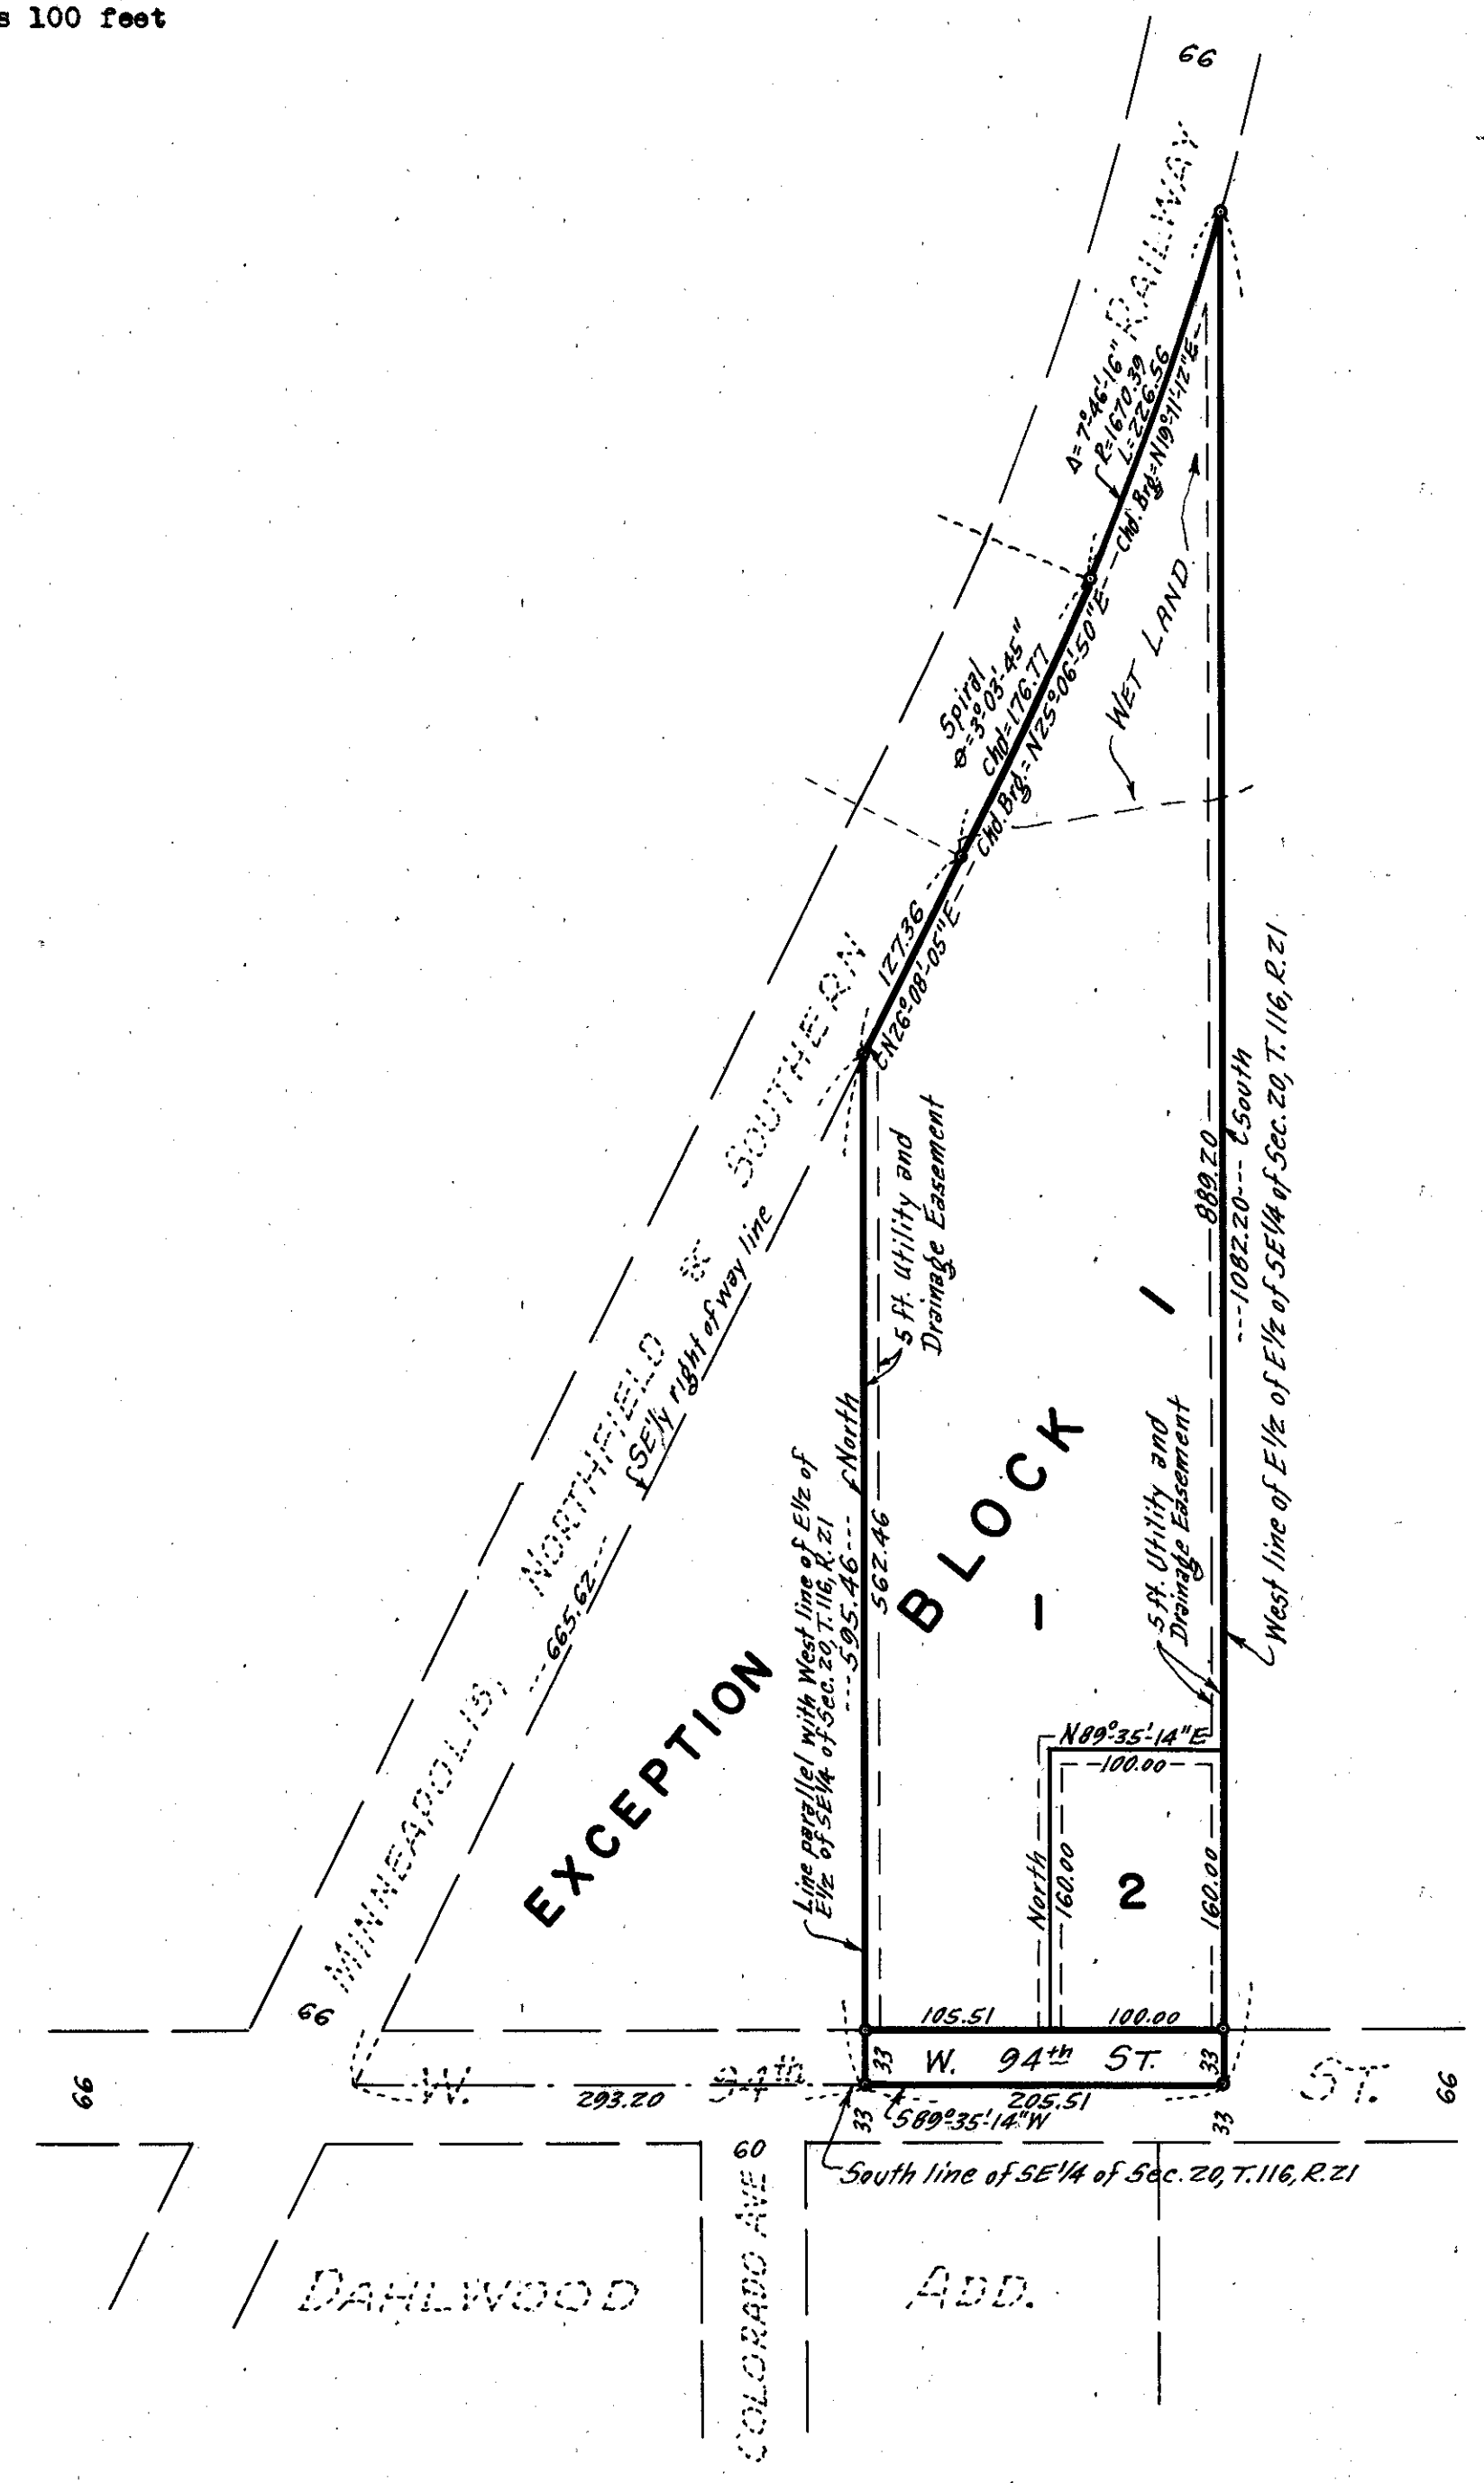 s 100 feet
66
RAILWAY
Δ=7°-46'-16"
R=1670.39
L=226.56
Chd. Brg.=N19°-11'-12"E
WET LAND
Spiral
θ=3°-03'-45"
Chd=176.77
Chd. Brg.=N25°-06'-50"E
127.36
N26°-08'-05"E
MINNEAPOLIS, NORTHFIELD & SOUTHERN
SE'ly right of way line
---665.62---
5 ft. Utility and
Drainage Easement
889.20
---1082.20--- South
West line of E1/2 of E1/2 of SE1/4 of Sec. 20, T. 116, R. 21
Line parallel with West line of E1/2 of
E1/2 of SE1/4 of Sec. 20, T. 116, R. 21
---595.46--- North
562.46
EXCEPTION
BLOCK 1
1
5 ft. Utility and
Drainage Easement
N89°-35'-14"E
100.00
North
160.00
2
160.00
66
105.51
100.00
33
W. 94th ST.
33
66
W. 94th ST.
66
293.20
205.51
33
S89°-35'-14"W
33
South line of SE1/4 of Sec. 20, T. 116, R. 21
60
COLORADO AVE
DAHLWOOD ADD.